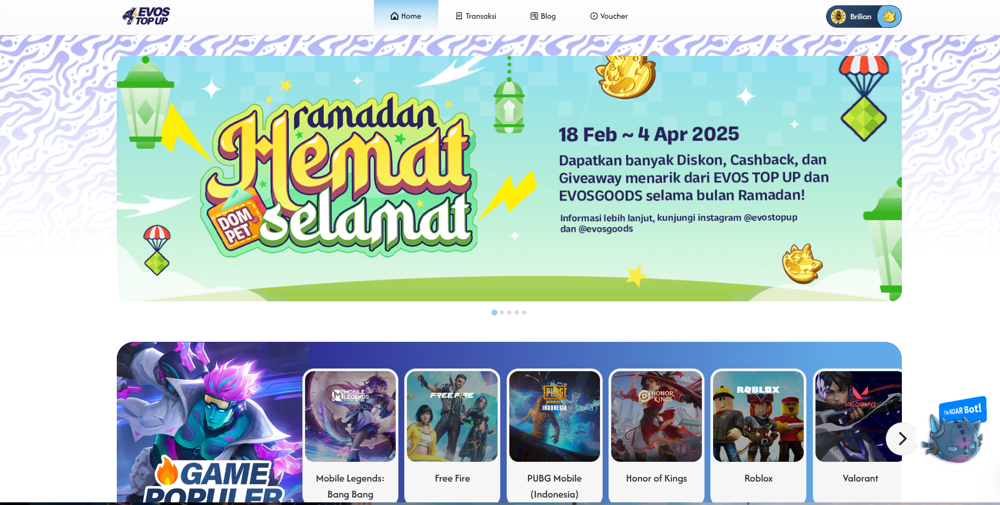 EVOS
TOP UP
Home
Transaksi
Blog
Voucher
Brilian
ramadan
Hemat
DOM
PET
selamat
18 Feb ~ 4 Apr 2025
Dapatkan banyak Diskon, Cashback, dan
Giveaway menarik dari EVOS TOP UP dan
EVOSGOODS selama bulan Ramadan!
Informasi lebih lanjut, kunjungi instagram @evostopup
dan @evosgoods
GAME
POPULER
MOBILE
LEGENDS
BANG BANG
FREE FIRE
PUBG
MOBILE
INDONESIA
HONOR
OF
KINGS
ROBLOX
VALORANT
I'm ROAR Bot!
Mobile Legends:
Bang Bang
Free Fire
PUBG Mobile
(Indonesia)
Honor of Kings
Roblox
Valorant